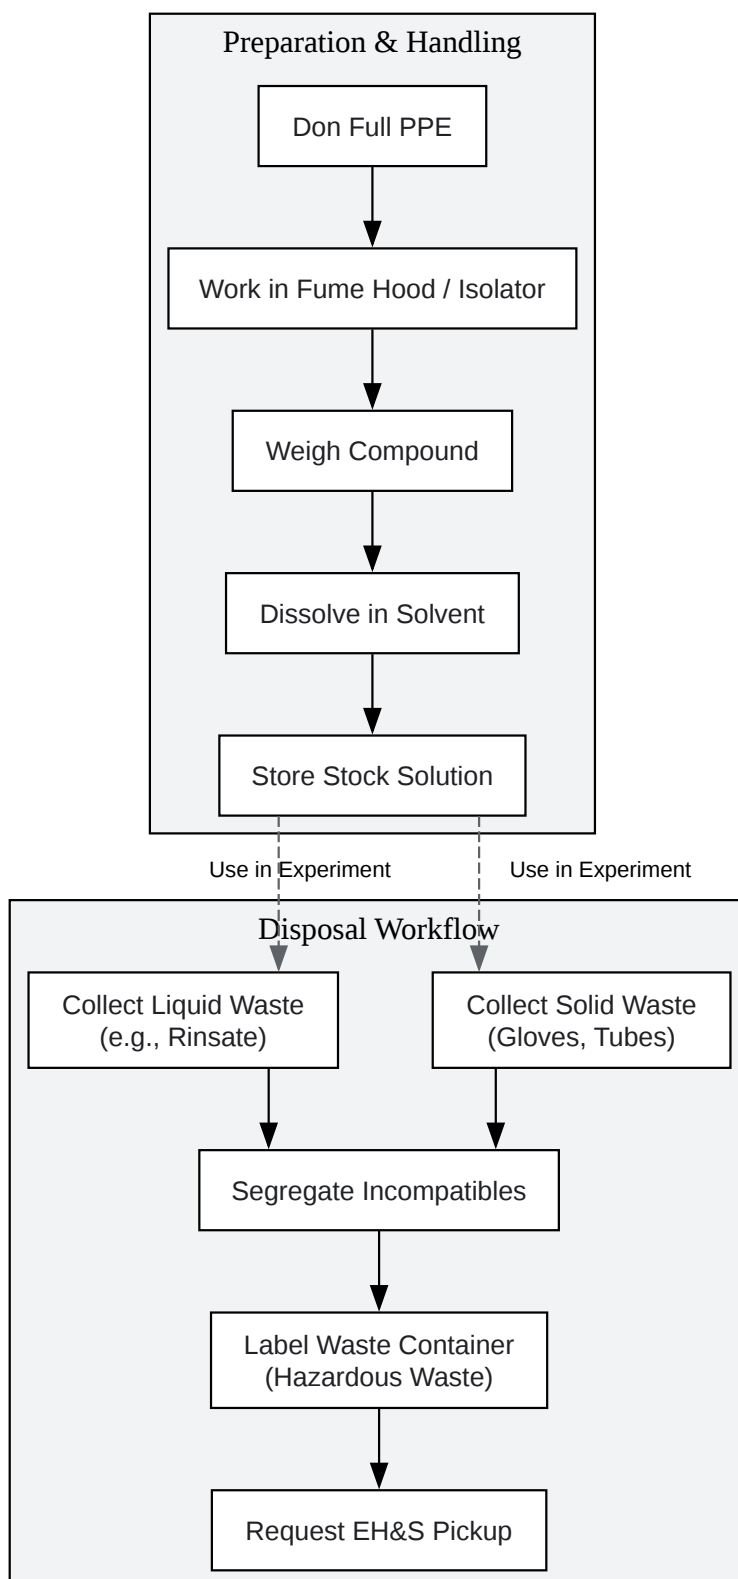 Preparation & Handling
Don Full PPE
Work in Fume Hood / Isolator
Weigh Compound
Dissolve in Solvent
Store Stock Solution
Use in Experiment
Use in Experiment
Disposal Workflow
Collect Liquid Waste
(e.g., Rinsate)
Collect Solid Waste
(Gloves, Tubes)
Segregate Incompatibles
Label Waste Container
(Hazardous Waste)
Request EH&S Pickup